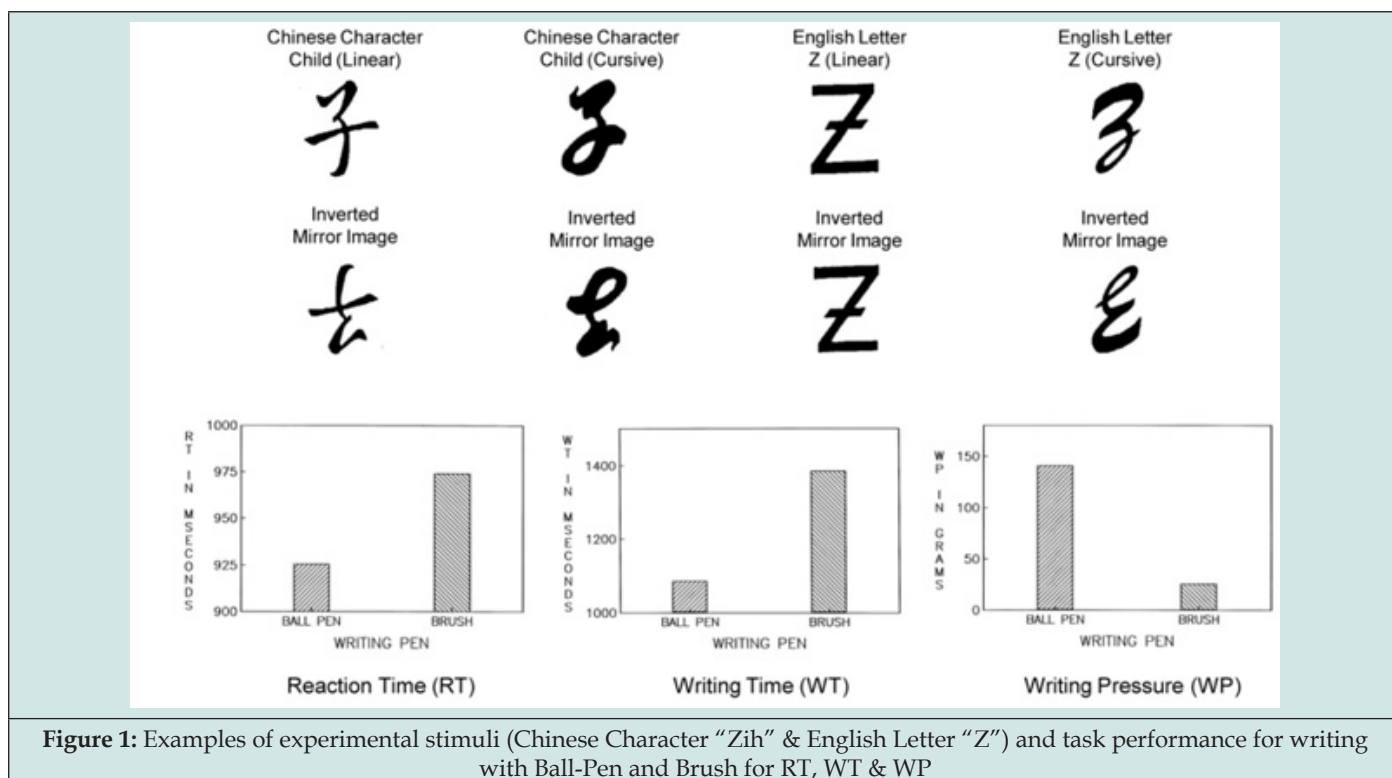 Chinese Character
Child (Linear)
Chinese Character
Child (Cursive)
English Letter
Z (Linear)
English Letter
Z (Cursive)
子
子
Z
Z
Inverted
Mirror Image
Inverted
Mirror Image
Inverted
Mirror Image
Inverted
Mirror Image
Z
RT IN MSECONDS
1000
975
950
925
900
BALL PEN
BRUSH
WRITING PEN
Reaction Time (RT)
WT IN MSECONDS
1400
1200
1000
BALL PEN
BRUSH
WRITING PEN
Writing Time (WT)
WP IN GRAMS
150
100
50
0
BALL PEN
BRUSH
WRITING PEN
Writing Pressure (WP)
Figure 1: Examples of experimental stimuli (Chinese Character “Zih” & English Letter “Z”) and task performance for writing
with Ball-Pen and Brush for RT, WT & WP